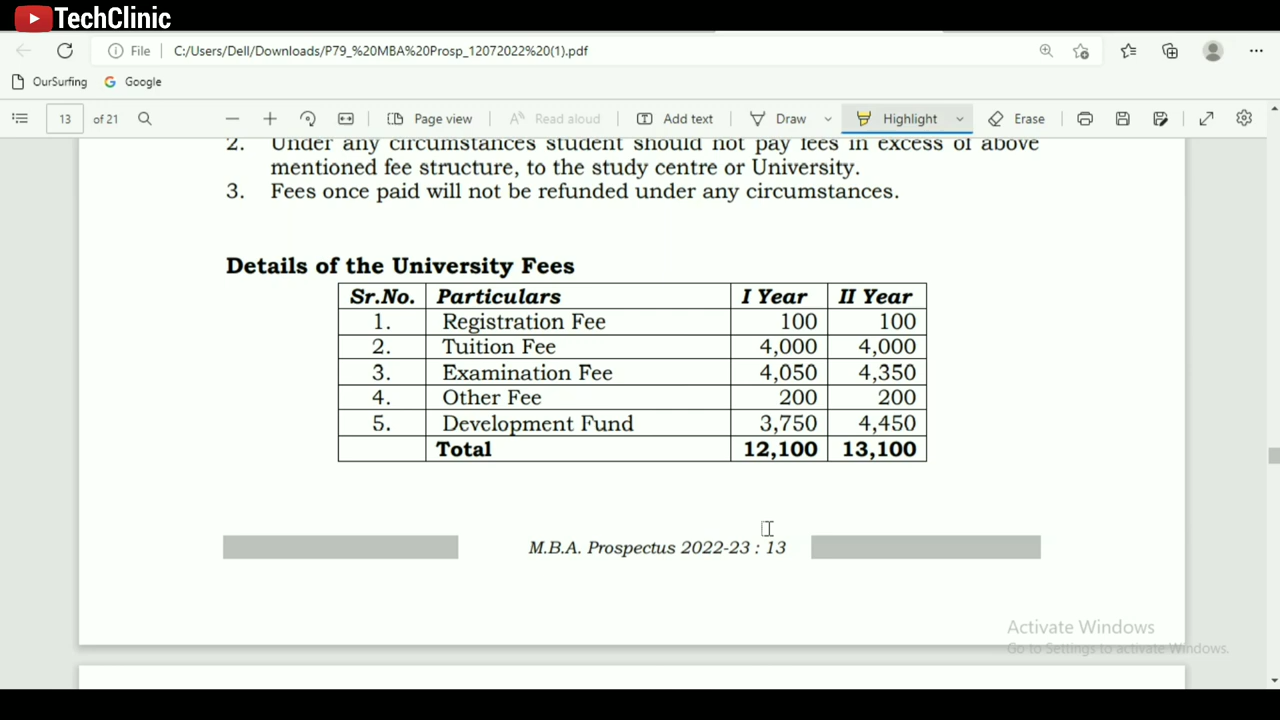 TechClinic
File C:/Users/Dell/Downloads/P79_%20MBA%20Prosp_12072022%20(1).pdf
OurSurfing Google
13 of 21 Page view Read aloud Add text Draw Highlight Erase
2. Under any circumstances student should not pay fees in excess of above
mentioned fee structure, to the study centre or University.
3. Fees once paid will not be refunded under any circumstances.
Details of the University Fees
Sr.No. Particulars I Year II Year
1. Registration Fee 100 100
2. Tuition Fee 4,000 4,000
3. Examination Fee 4,050 4,350
4. Other Fee 200 200
5. Development Fund 3,750 4,450
Total 12,100 13,100
M.B.A. Prospectus 2022-23 : 13
Activate Windows
Go to Settings to activate Windows.